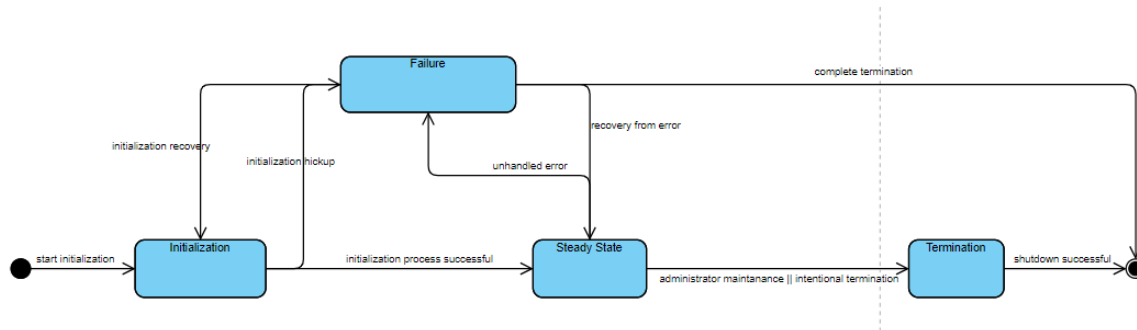 Failure
complete termination
recovery from error
initialization recovery
initialization hickup
unhandled error
Initialization
Steady State
Termination
start initialization
initialization process successful
administrator maintanance || intentional termination
shutdown successful